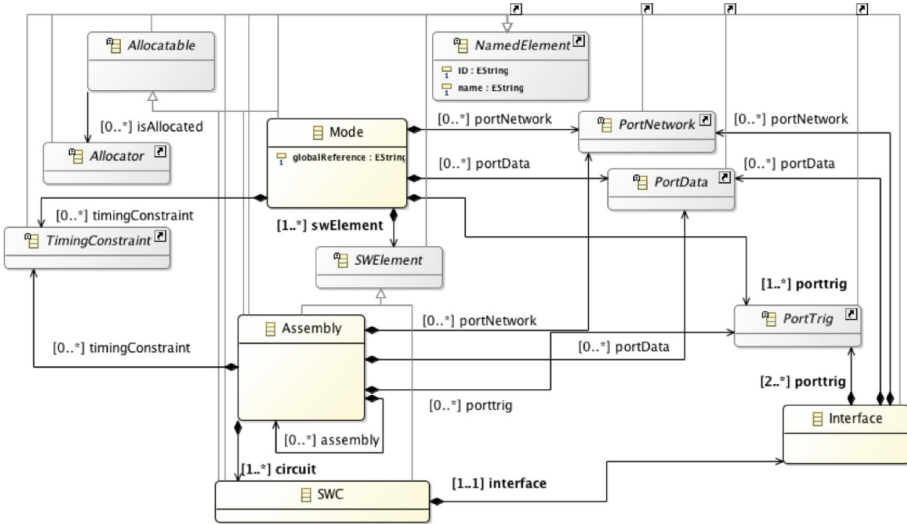 Allocatable
NamedElement
ID : EString
name : EString
[0..*] isAllocated
Mode
globalReference : EString
[0..*] portNetwork
PortNetwork
[0..*] portNetwork
Allocator
[0..*] portData
PortData
[0..*] portData
[0..*] timingConstraint
[1..*] swElement
TimingConstraint
SWElement
[1..*] porttrig
PortTrig
Assembly
[0..*] portNetwork
[0..*] timingConstraint
[0..*] portData
[2..*] porttrig
[0..*] porttrig
Interface
[0..*] assembly
[1..*] circuit
[1..1] interface
SWC